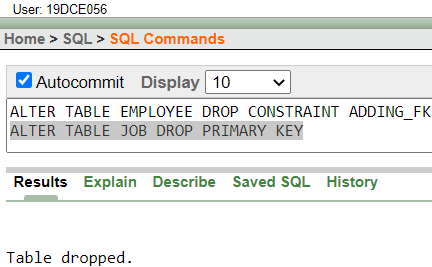 User: 19DCE056
Home > SQL > SQL Commands
Autocommit Display 10
ALTER TABLE EMPLOYEE DROP CONSTRAINT ADDING_FK
ALTER TABLE JOB DROP PRIMARY KEY
Results Explain Describe Saved SQL History
Table dropped.